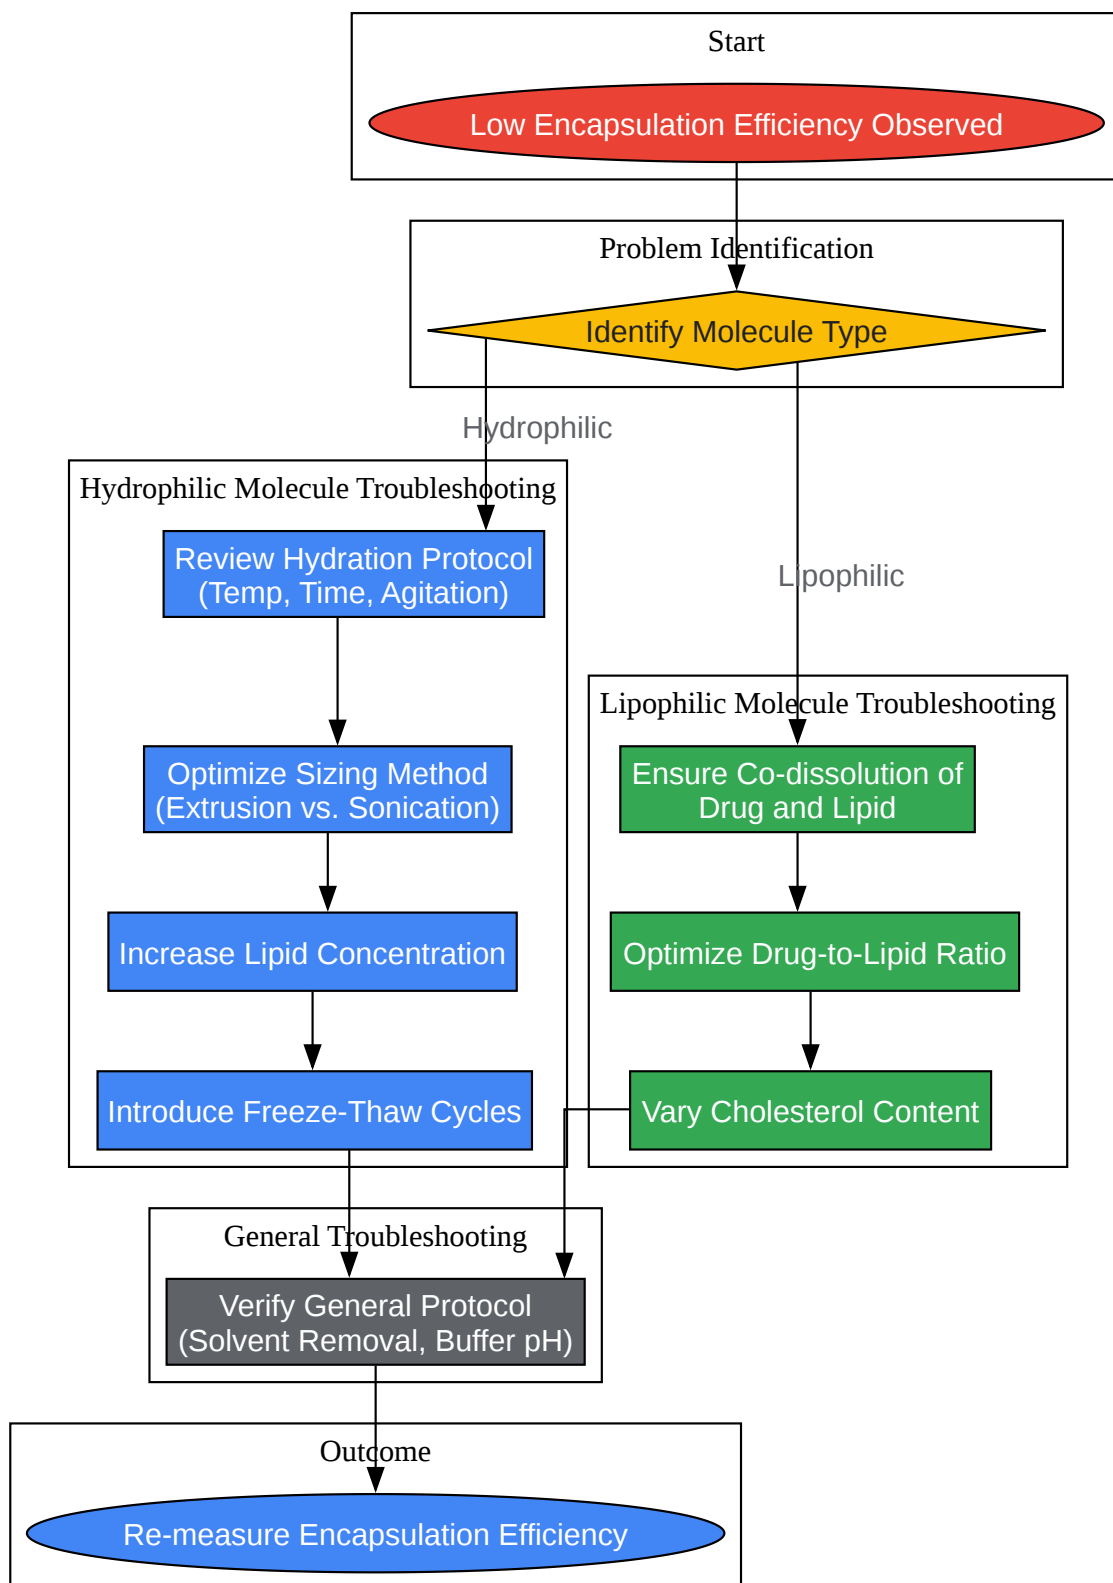 Start
Low Encapsulation Efficiency Observed
Problem Identification
Identify Molecule Type
Hydrophilic
Hydrophilic Molecule Troubleshooting
Review Hydration Protocol
(Temp, Time, Agitation)
Optimize Sizing Method
(Extrusion vs. Sonication)
Increase Lipid Concentration
Introduce Freeze-Thaw Cycles
Lipophilic
Lipophilic Molecule Troubleshooting
Ensure Co-dissolution of
Drug and Lipid
Optimize Drug-to-Lipid Ratio
Vary Cholesterol Content
General Troubleshooting
Verify General Protocol
(Solvent Removal, Buffer pH)
Outcome
Re-measure Encapsulation Efficiency